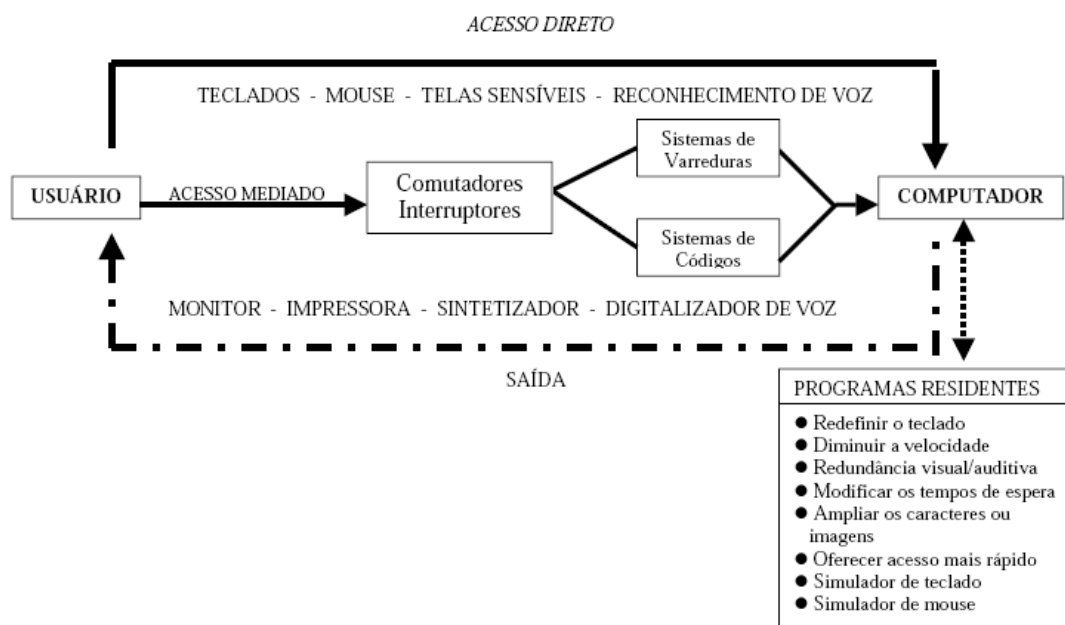 ACESSO DIRETO
TECLADOS - MOUSE - TELAS SENSÍVEIS - RECONHECIMENTO DE VOZ
USUÁRIO
ACESSO MEDIADO
Comutadores
Interruptores
Sistemas de
Varreduras
Sistemas de
Códigos
COMPUTADOR
MONITOR - IMPRESSORA - SINTETIZADOR - DIGITALIZADOR DE VOZ
SAÍDA
PROGRAMAS RESIDENTES
● Redefinir o teclado
● Diminuir a velocidade
● Redundância visual/auditiva
● Modificar os tempos de espera
● Ampliar os caracteres ou
imagens
● Oferecer acesso mais rápido
● Simulador de teclado
● Simulador de mouse